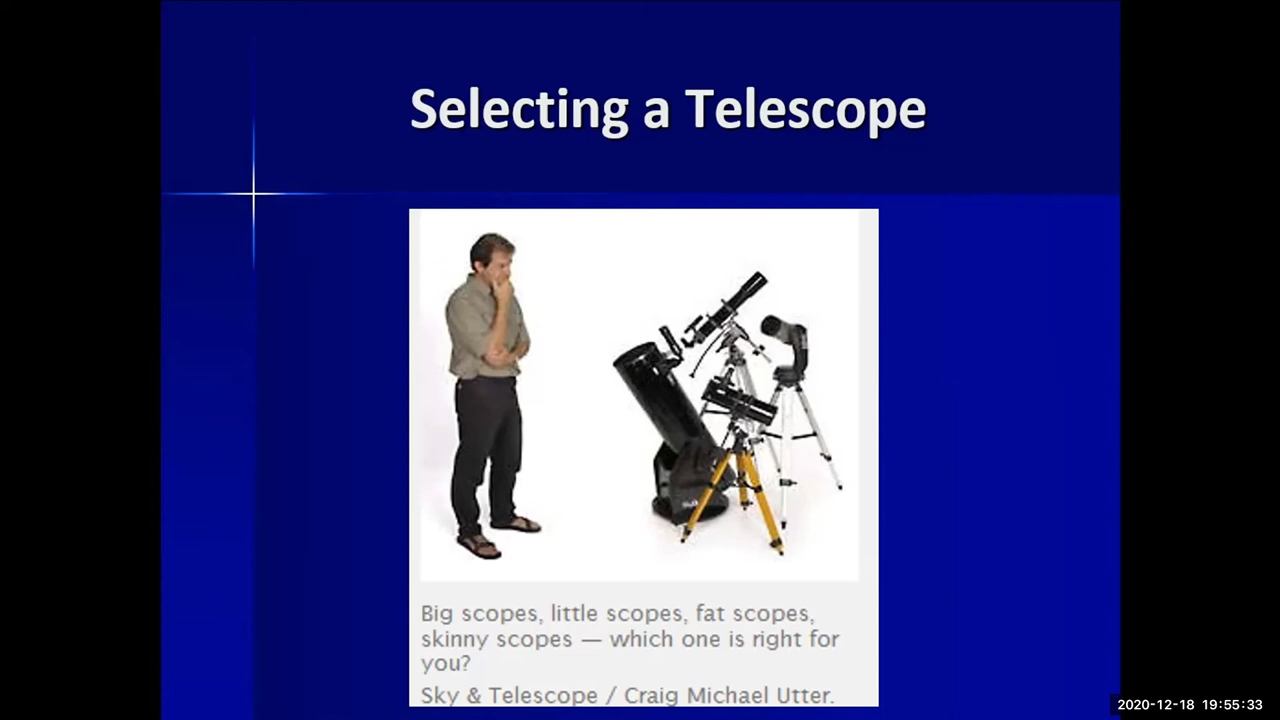 Selecting a Telescope
Big scopes, little scopes, fat scopes,
skinny scopes — which one is right for
you?
Sky & Telescope / Craig Michael Utter.
2020-12-18 19:55:33